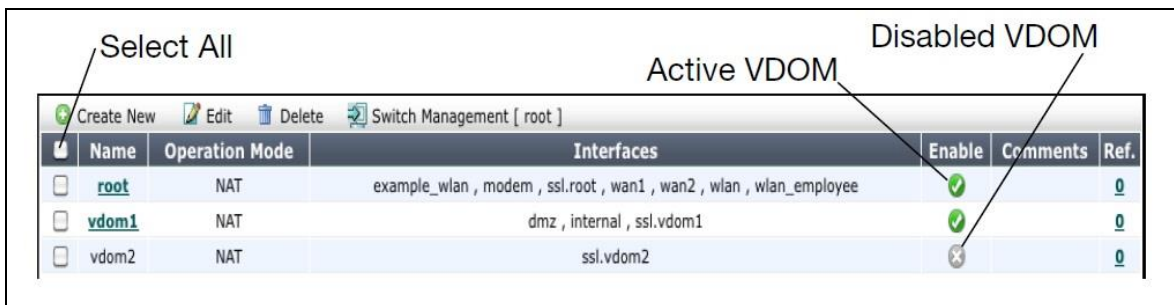 Select All
Disabled VDOM
Active VDOM
Create New Edit Delete Switch Management [ root ]
Name Operation Mode Interfaces Enable Comments Ref.
root NAT example_wlan , modem , ssl.root , wan1 , wan2 , wlan , wlan_employee 0
vdom1 NAT dmz , internal , ssl.vdom1 0
vdom2 NAT ssl.vdom2 0